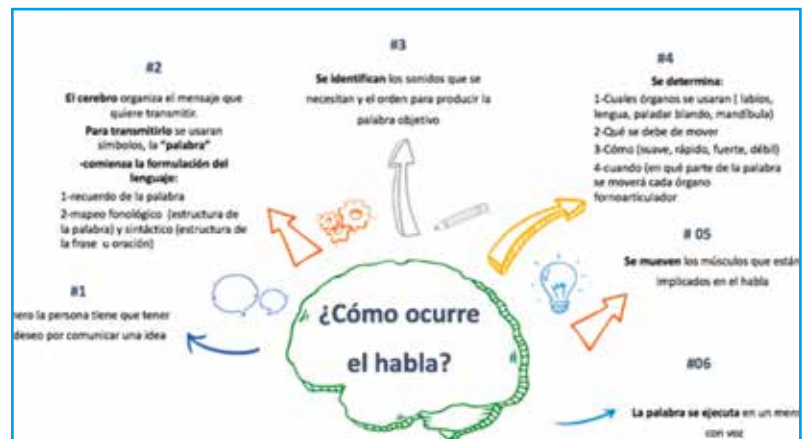 #1
la persona tiene que tener
deseo por comunicar una idea
#2
El cerebro organiza el mensaje que
quiere transmitir.
Para transmitirlo se usaran
símbolos, la "palabra"
-comienza la formulación del
lenguaje:
1-recuerdo de la palabra
2-mapeo fonológico (estructura de
la palabra) y sintáctico (estructura de
la frase u oración)
#3
Se identifican los sonidos que se
necesitan y el orden para producir la
palabra objetivo
#4
Se determina:
1-Cuales órganos se usaran ( labios,
lengua, paladar blando, mandíbula)
2-Qué se debe de mover
3-Cómo (suave, rápido, fuerte, débil)
4-cuando (en qué parte de la palabra
se moverá cada órgano
fornoarticulador
# 05
Se mueven los músculos que están
implicados en el habla
#06
La palabra se ejecuta en un
con voz
¿Cómo ocurre
el habla?